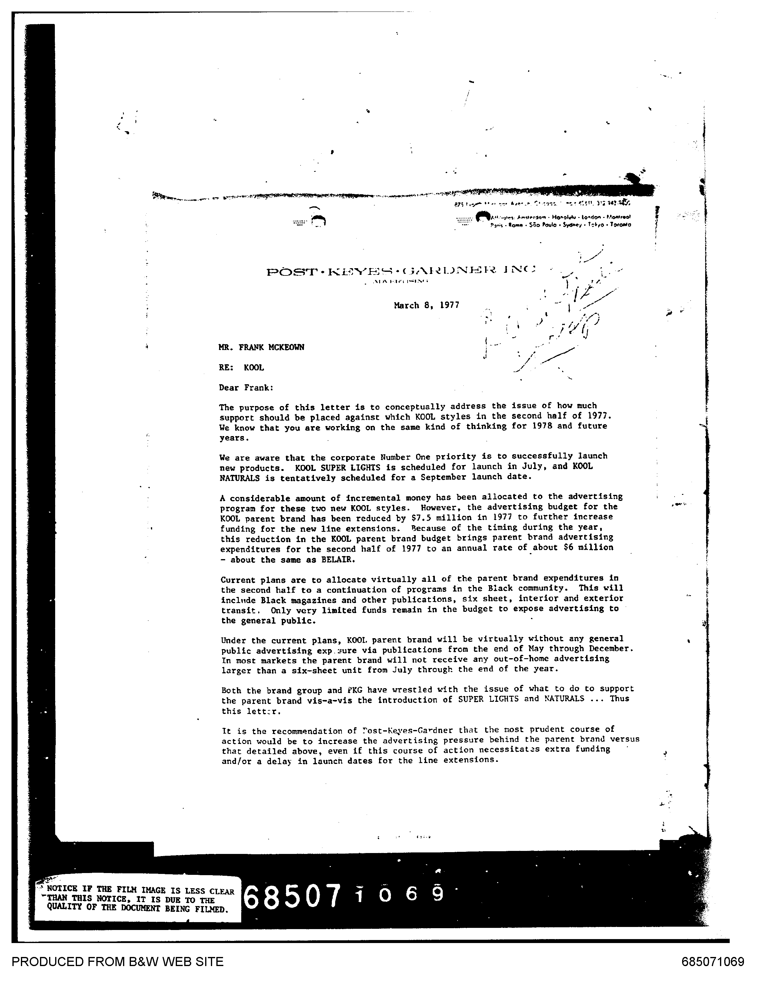 Amsterdam - Honolulu - London - Montreal
Paris - Rome - São Paulo - Sydney - Tokyo - Toronto
POST-KEYES-GARDNER INC
ADVERTISING
March 8, 1977
MR. FRANK MCKEOWN
RE: KOOL
Dear Frank:
The purpose of this letter is to conceptually address the issue of how much
support should be placed against which KOOL styles in the second half of 1977.
We know that you are working on the same kind of thinking for 1978 and future
years.
We are aware that the corporate Number One priority is to successfully launch
new products. KOOL SUPER LIGHTS is scheduled for launch in July, and KOOL
NATURALS is tentatively scheduled for a September launch date.
A considerable amount of incremental money has been allocated to the advertising
program for these two new KOOL styles. However, the advertising budget for the
KOOL parent brand has been reduced by $7.5 million in 1977 to further increase
funding for the new line extensions. Because of the timing during the year,
this reduction in the KOOL parent brand budget brings parent brand advertising
expenditures for the second half of 1977 to an annual rate of about $6 million
- about the same as BELAIR.
Current plans are to allocate virtually all of the parent brand expenditures in
the second half to a continuation of programs in the Black community. This will
include Black magazines and other publications, six sheet, interior and exterior
transit. Only very limited funds remain in the budget to expose advertising to
the general public.
Under the current plans, KOOL parent brand will be virtually without any general
public advertising exposure via publications from the end of May through December.
In most markets the parent brand will not receive any out-of-home advertising
larger than a six-sheet unit from July through the end of the year.
Both the brand group and PKG have wrestled with the issue of what to do to support
the parent brand vis-a-vis the introduction of SUPER LIGHTS and NATURALS ... Thus
this letter.
It is the recommendation of Post-Keyes-Gardner that the most prudent course of
action would be to increase the advertising pressure behind the parent brand versus
that detailed above, even if this course of action necessitates extra funding
and/or a delay in launch dates for the line extensions.
NOTICE IF THE FILM IMAGE IS LESS CLEAR
THAN THIS NOTICE, IT IS DUE TO THE
QUALITY OF THE DOCUMENT BEING FILMED.
68507 1069
PRODUCED FROM B&W WEB SITE
685071069